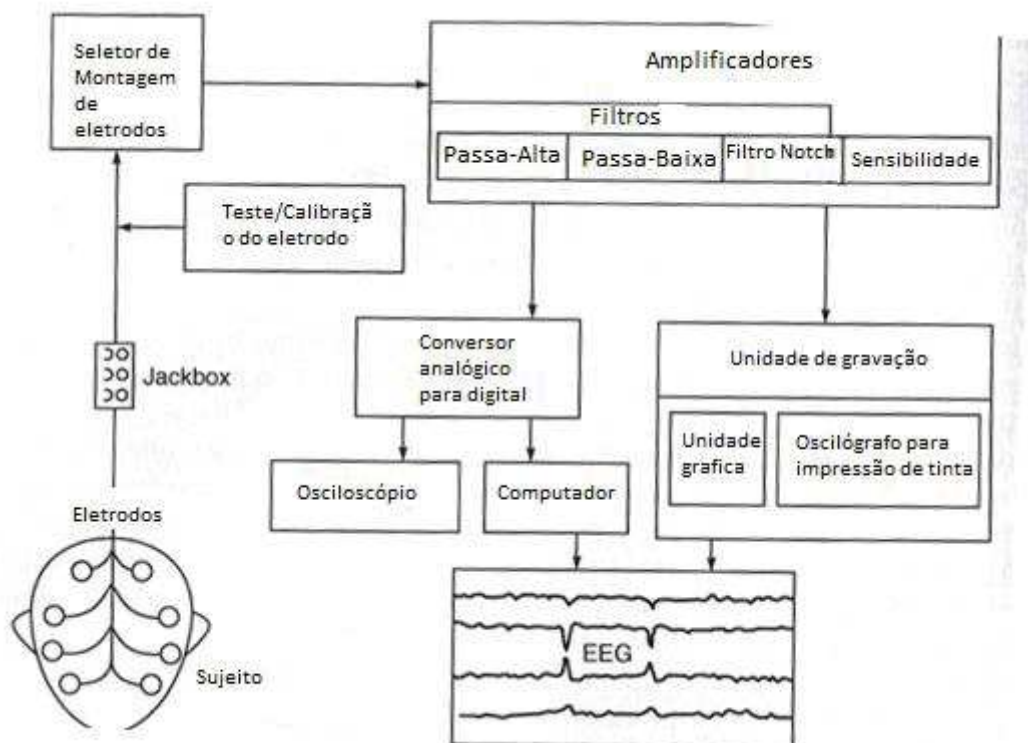 Seletor de
Montagem
de
eletrodos
Amplificadores
Filtros
Passa-Alta
Passa-Baixa
Filtro Notch
Sensibilidade
Teste/Calibraçã
o do eletrodo
Jackbox
Conversor
analógico
para digital
Unidade de gravação
Unidade
grafica
Oscilógrafo para
impressão de tinta
Osciloscópio
Computador
Eletrodos
Sujeito
EEG